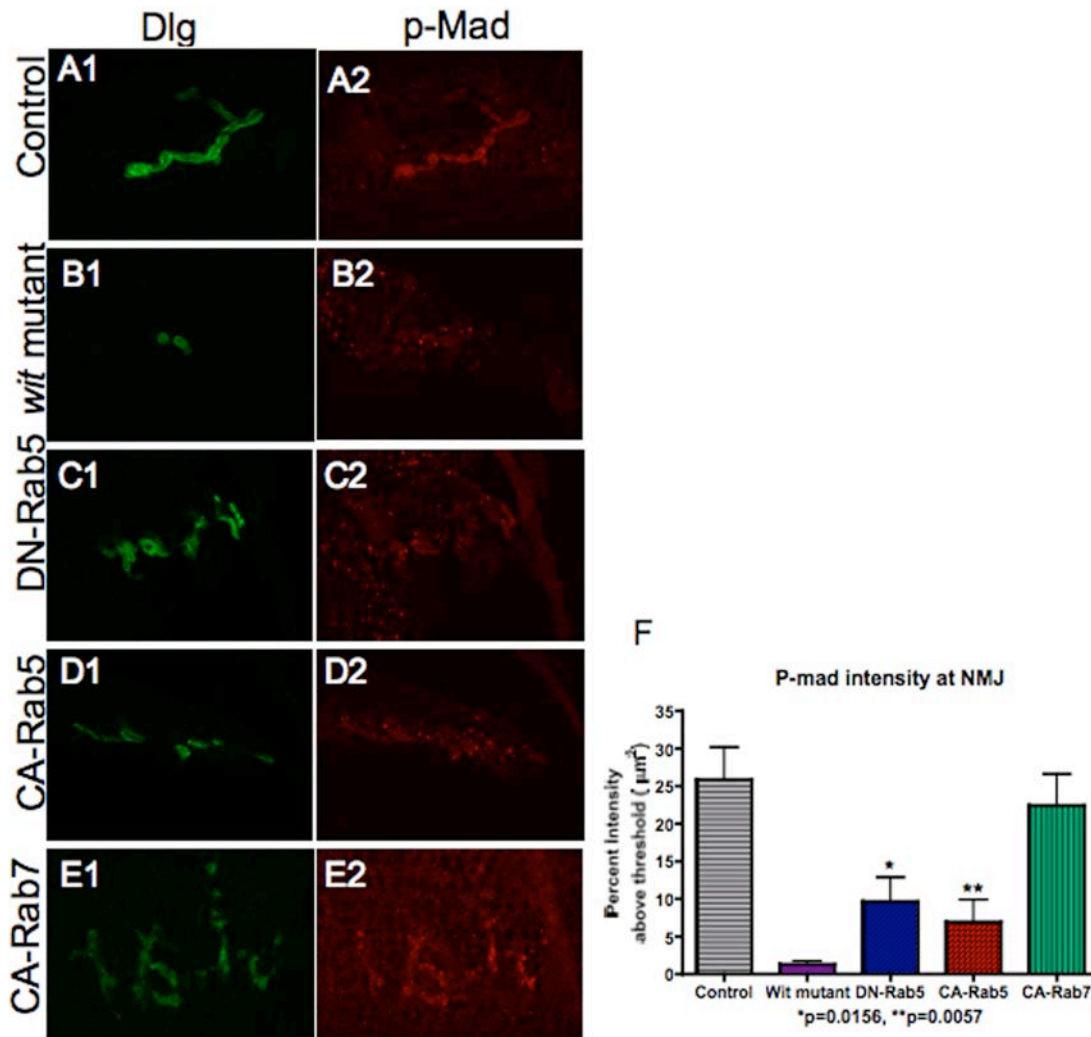 Dlg p-Mad
Control
A1 A2
wit mutant
B1 B2
DN-Rab5
C1 C2
CA-Rab5
D1 D2
CA-Rab7
E1 E2
F
P-mad intensity at NMJ
Percent Intensity
above threshold ( µm-2)
35
30
25
20
15
10
5
0
*
**
Control Wit mutant DN-Rab5 CA-Rab5 CA-Rab7
*p=0.0156, **p=0.0057